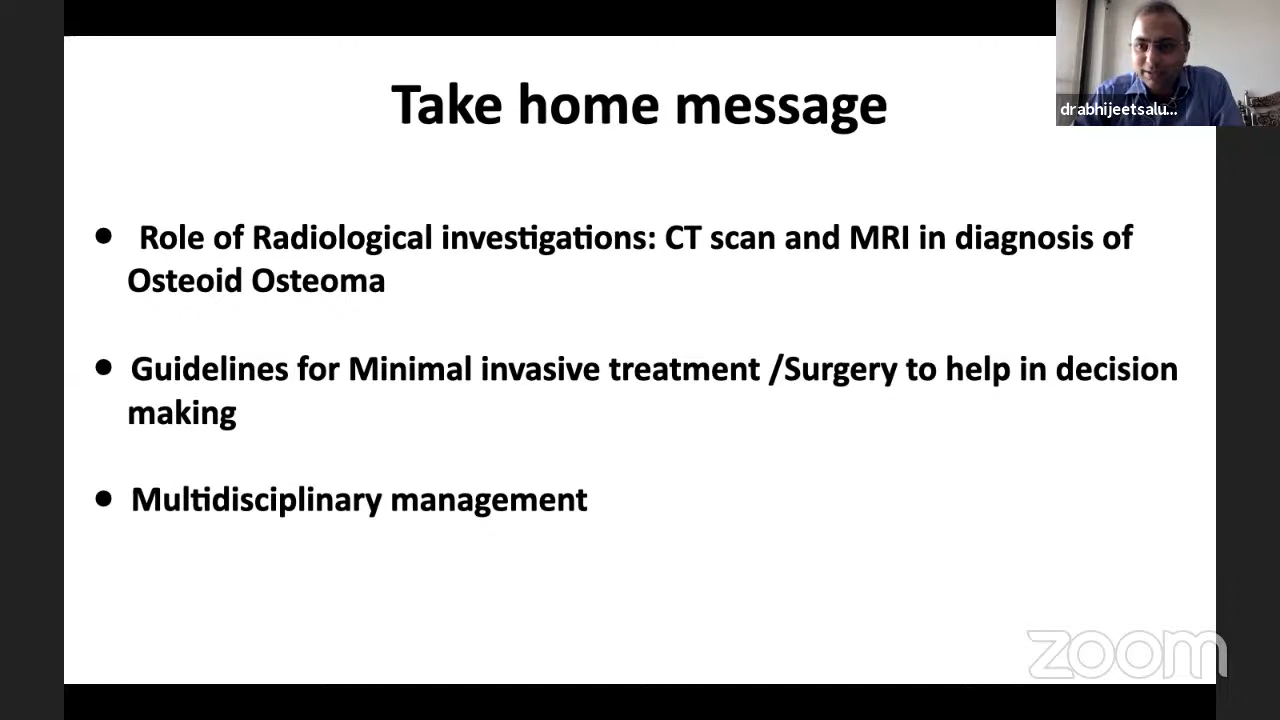 Take home message
drabhijeetsalu...
● Role of Radiological investigations: CT scan and MRI in diagnosis of
Osteoid Osteoma
● Guidelines for Minimal invasive treatment /Surgery to help in decision
making
● Multidisciplinary management
zoom